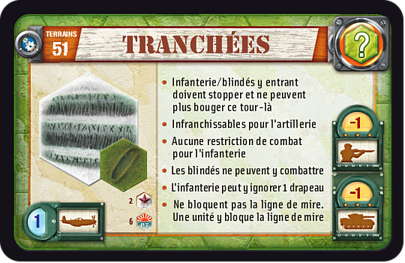 TERRAINS
51
TRANCHÉES
?
• Infanterie/blindés y entrant
doivent stopper et ne peuvent
plus bouger ce tour-là
• Infranchissables pour l'artillerie
• Aucune restriction de combat
pour l'infanterie
• Les blindés ne peuvent y combattre
• L'infanterie peut y ignorer 1 drapeau
• Ne bloquent pas la ligne de mire.
Une unité y bloque la ligne de mire
-1
-1
2
6
1